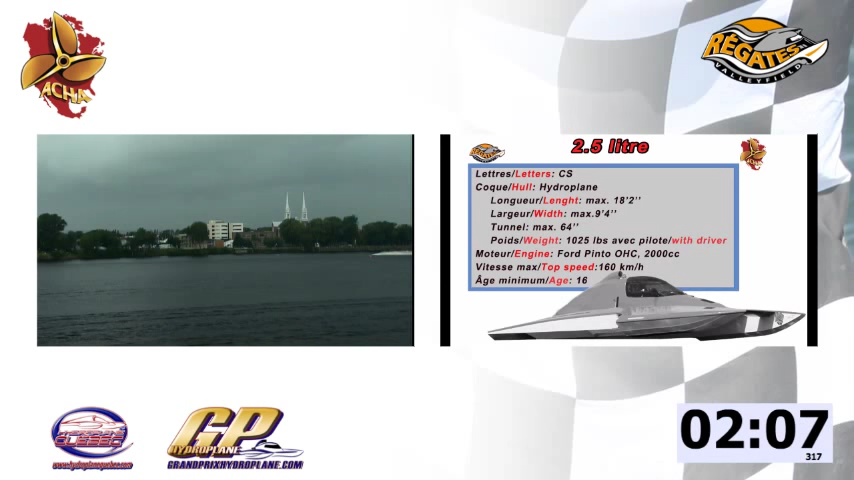 ACHA
RÉGATES
VALLEYFIELD
2.5 litre
Lettres/Letters: CS
Coque/Hull: Hydroplane
Longueur/Lenght: max. 18'2''
Largeur/Width: max.9'4''
Tunnel: max. 64''
Poids/Weight: 1025 lbs avec pilote/with driver
Moteur/Engine: Ford Pinto OHC, 2000cc
Vitesse max/Top speed:160 km/h
Âge minimum/Age: 16
GP
HYDROPLANE
GRANDPRIXHYDROPLANE.COM
02:07
317